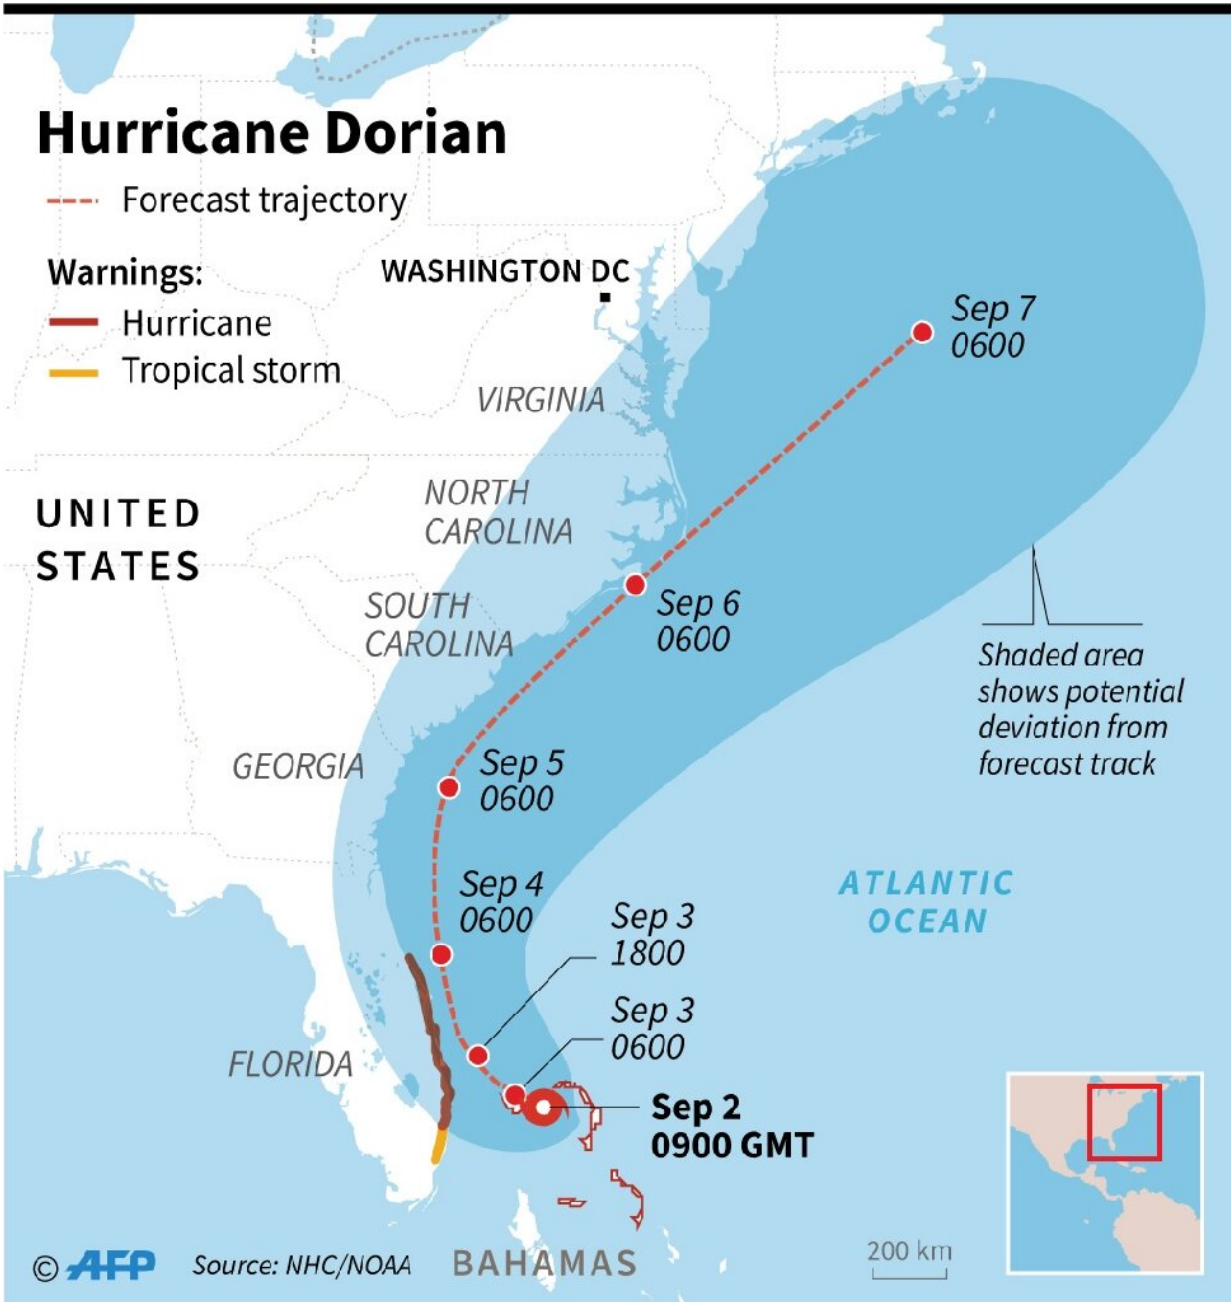 Hurricane Dorian
Forecast trajectory
Warnings:
Hurricane
Tropical storm
WASHINGTON DC
Sep 7
0600
VIRGINIA
UNITED
STATES
NORTH
CAROLINA
SOUTH
CAROLINA
Sep 6
0600
Shaded area
shows potential
deviation from
forecast track
GEORGIA
Sep 5
0600
Sep 4
0600
ATLANTIC
OCEAN
Sep 3
1800
Sep 3
0600
FLORIDA
Sep 2
0900 GMT
© AFP
Source: NHC/NOAA
BAHAMAS
200 km